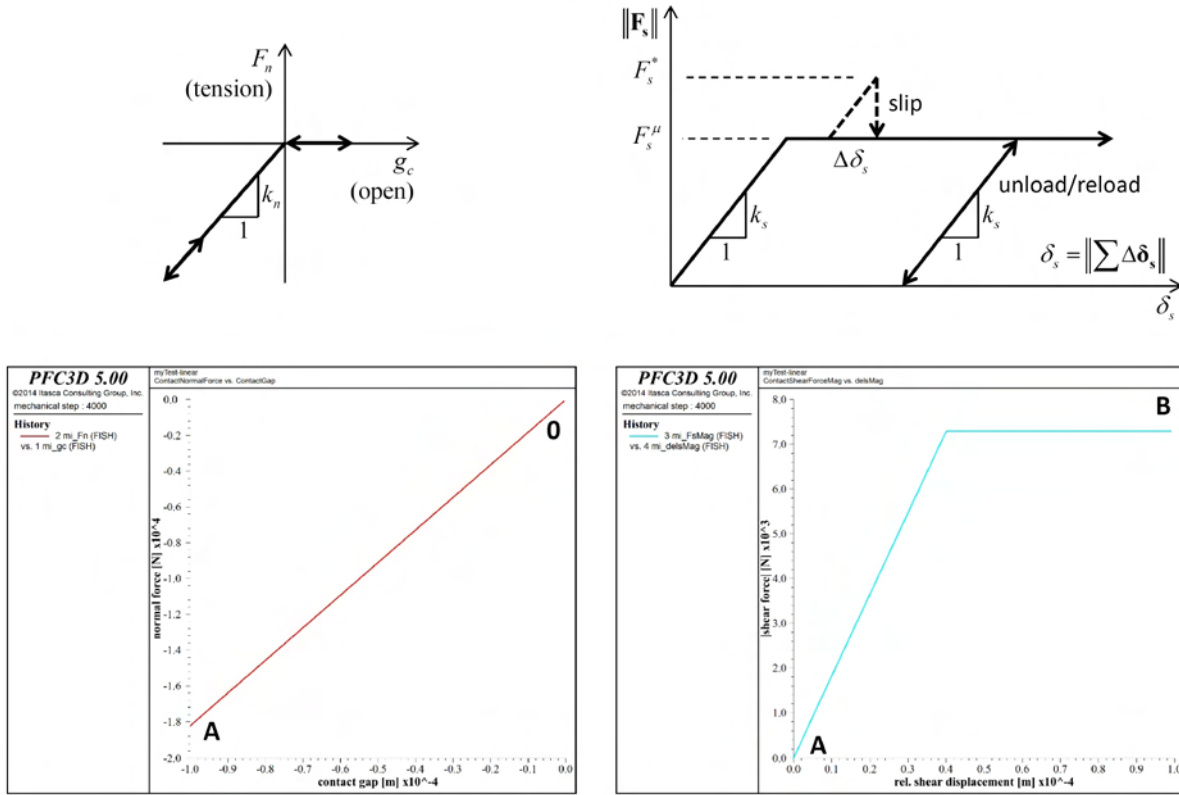 F_n
(tension)
g_c
(open)
k_n
1
||F_s||
F_s^*
F_s^μ
slip
Δδ_s
unload/reload
k_s
1
k_s
1
δ_s = ||∑ Δδ_s||
δ_s
PFC3D 5.00
©2014 Itasca Consulting Group, Inc.
mechanical step : 4000
History
2 mi_Fn (FISH)
vs. 1 mi_gc (FISH)
myTest-linear
ContactNormalForce vs. ContactGap
0.0
-0.2
-0.4
-0.6
-0.8
-1.0
-1.2
-1.4
-1.6
-1.8
-2.0
normal force [N] x10^4
0
A
-1.0 -0.9 -0.8 -0.7 -0.6 -0.5 -0.4 -0.3 -0.2 -0.1 0.0
contact gap [m] x10^-4
PFC3D 5.00
©2014 Itasca Consulting Group, Inc.
mechanical step : 4000
History
3 mi_FsMag (FISH)
vs. 4 mi_delsMag (FISH)
myTest-linear
ContactShearForceMag vs. delsMag
8.0
7.0
6.0
5.0
4.0
3.0
2.0
1.0
0.0
|shear force| [N] x10^3
B
A
0.0 0.1 0.2 0.3 0.4 0.5 0.6 0.7 0.8 0.9 1.0
rel. shear displacement [m] x10^-4